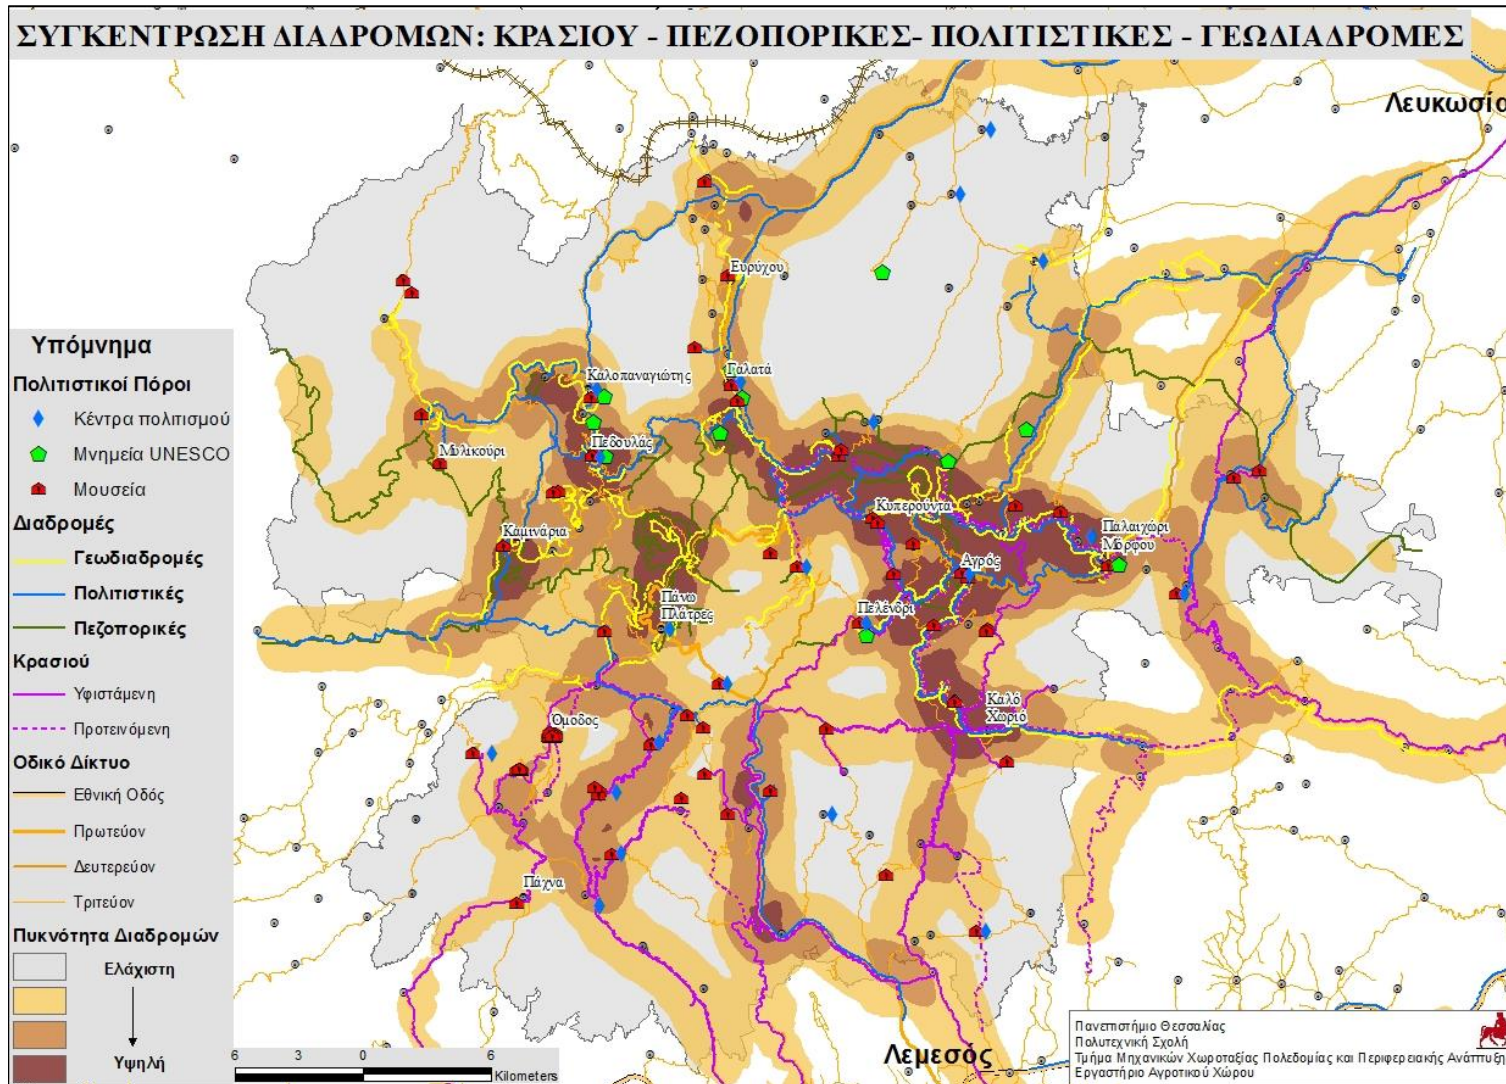 ΣΥΓΚΕΝΤΡΩΣΗ ΔΙΑΔΡΟΜΩΝ: ΚΡΑΣΙΟΥ - ΠΕΖΟΠΟΡΙΚΕΣ- ΠΟΛΙΤΙΣΤΙΚΕΣ - ΓΕΩΔΙΑΔΡΟΜΕΣ
Λευκωσία
Ευρύχου
Καλοπαναγιώτης
Γαλατά
Μυλικούρι
Πεδουλάς
Κυπερούντα
Καμινάρια
Παλαιχώρι
Μόρφου
Αγρός
Πάνω
Πλάτρες
Πελένδρι
Καλό
Χωριό
Όμοδος
Πάχνα
Λεμεσός
Υπόμνημα
Πολιτιστικοί Πόροι
Κέντρα πολιτισμού
Μνημεία UNESCO
Μουσεία
Διαδρομές
Γεωδιαδρομές
Πολιτιστικές
Πεζοπορικές
Κρασιού
Υφιστάμενη
Προτεινόμενη
Οδικό Δίκτυο
Εθνική Οδός
Πρωτεύον
Δευτερεύον
Τριτεύον
Πυκνότητα Διαδρομών
Ελάχιστη
Υψηλή
6 3 0 6
Kilometers
Πανεπιστήμιο Θεσσαλίας
Πολυτεχνική Σχολή
Τμήμα Μηχανικών Χωροταξίας Πολεοδομίας και Περιφερειακής Ανάπτυξη
Εργαστήριο Αγροτικού Χώρου